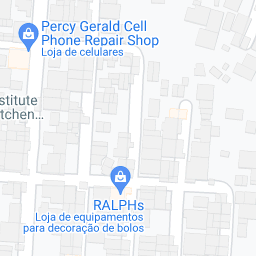 Percy Gerald Cell
Phone Repair Shop
Loja de celulares
stitute
tchen...
RALPHs
Loja de equipamentos
para decoração de bolos